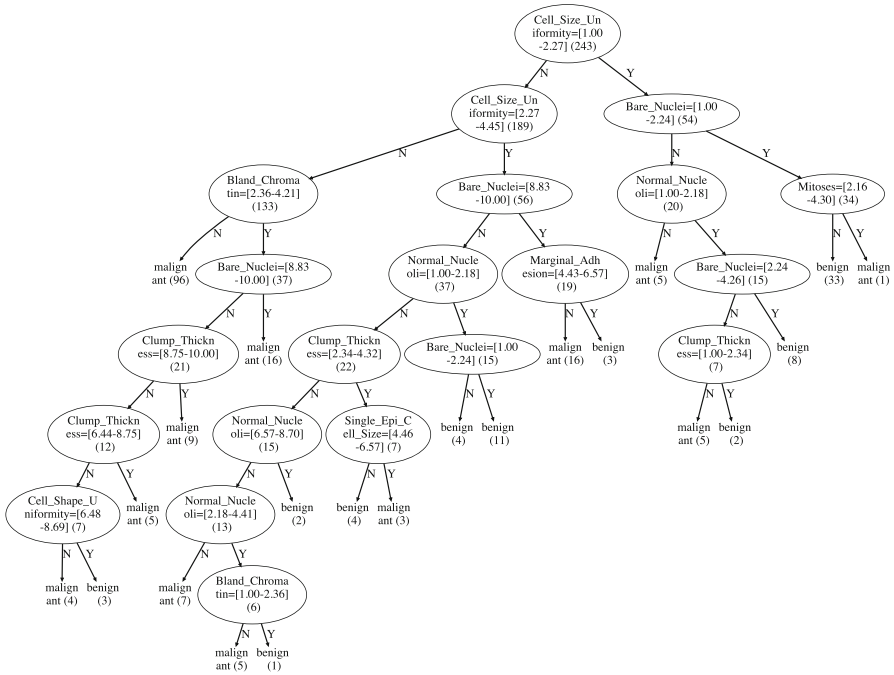 Cell_Size_Un
iformity=[1.00
-2.27] (243)
N
Y
Cell_Size_Un
iformity=[2.27
-4.45] (189)
Bare_Nuclei=[1.00
-2.24] (54)
N
Y
N
Y
Bland_Chroma
tin=[2.36-4.21]
(133)
Bare_Nuclei=[8.83
-10.00] (56)
Normal_Nucle
oli=[1.00-2.18]
(20)
Mitoses=[2.16
-4.30] (34)
N
Y
N
Y
N
Y
N
Y
malign
ant (96)
Bare_Nuclei=[8.83
-10.00] (37)
Normal_Nucle
oli=[1.00-2.18]
(37)
Marginal_Adh
esion=[4.43-6.57]
(19)
malign
ant (5)
Bare_Nuclei=[2.24
-4.26] (15)
benign
(33)
malign
ant (1)
N
Y
N
Y
N
Y
N
Y
Clump_Thickn
ess=[8.75-10.00]
(21)
malign
ant (16)
Clump_Thickn
ess=[2.34-4.32]
(22)
Bare_Nuclei=[1.00
-2.24] (15)
malign
ant (16)
benign
(3)
Clump_Thickn
ess=[1.00-2.34]
(7)
benign
(8)
N
Y
N
Y
N
Y
N
Y
Clump_Thickn
ess=[6.44-8.75]
(12)
malign
ant (9)
Normal_Nucle
oli=[6.57-8.70]
(15)
Single_Epi_C
ell_Size=[4.46
-6.57] (7)
benign
(4)
benign
(11)
malign
ant (5)
benign
(2)
N
Y
N
Y
N
Y
Cell_Shape_U
niformity=[6.48
-8.69] (7)
malign
ant (5)
Normal_Nucle
oli=[2.18-4.41]
(13)
benign
(2)
benign
(4)
malign
ant (3)
N
Y
N
Y
malign
ant (4)
benign
(3)
malign
ant (7)
Bland_Chroma
tin=[1.00-2.36]
(6)
N
Y
malign
ant (5)
benign
(1)